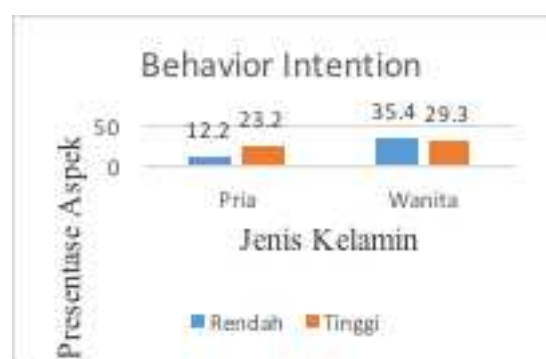 Behavior Intention
Presentase Aspek
50
0
12.2 23.2 35.4 29.3
Pria Wanita
Jenis Kelamin
Rendah Tinggi